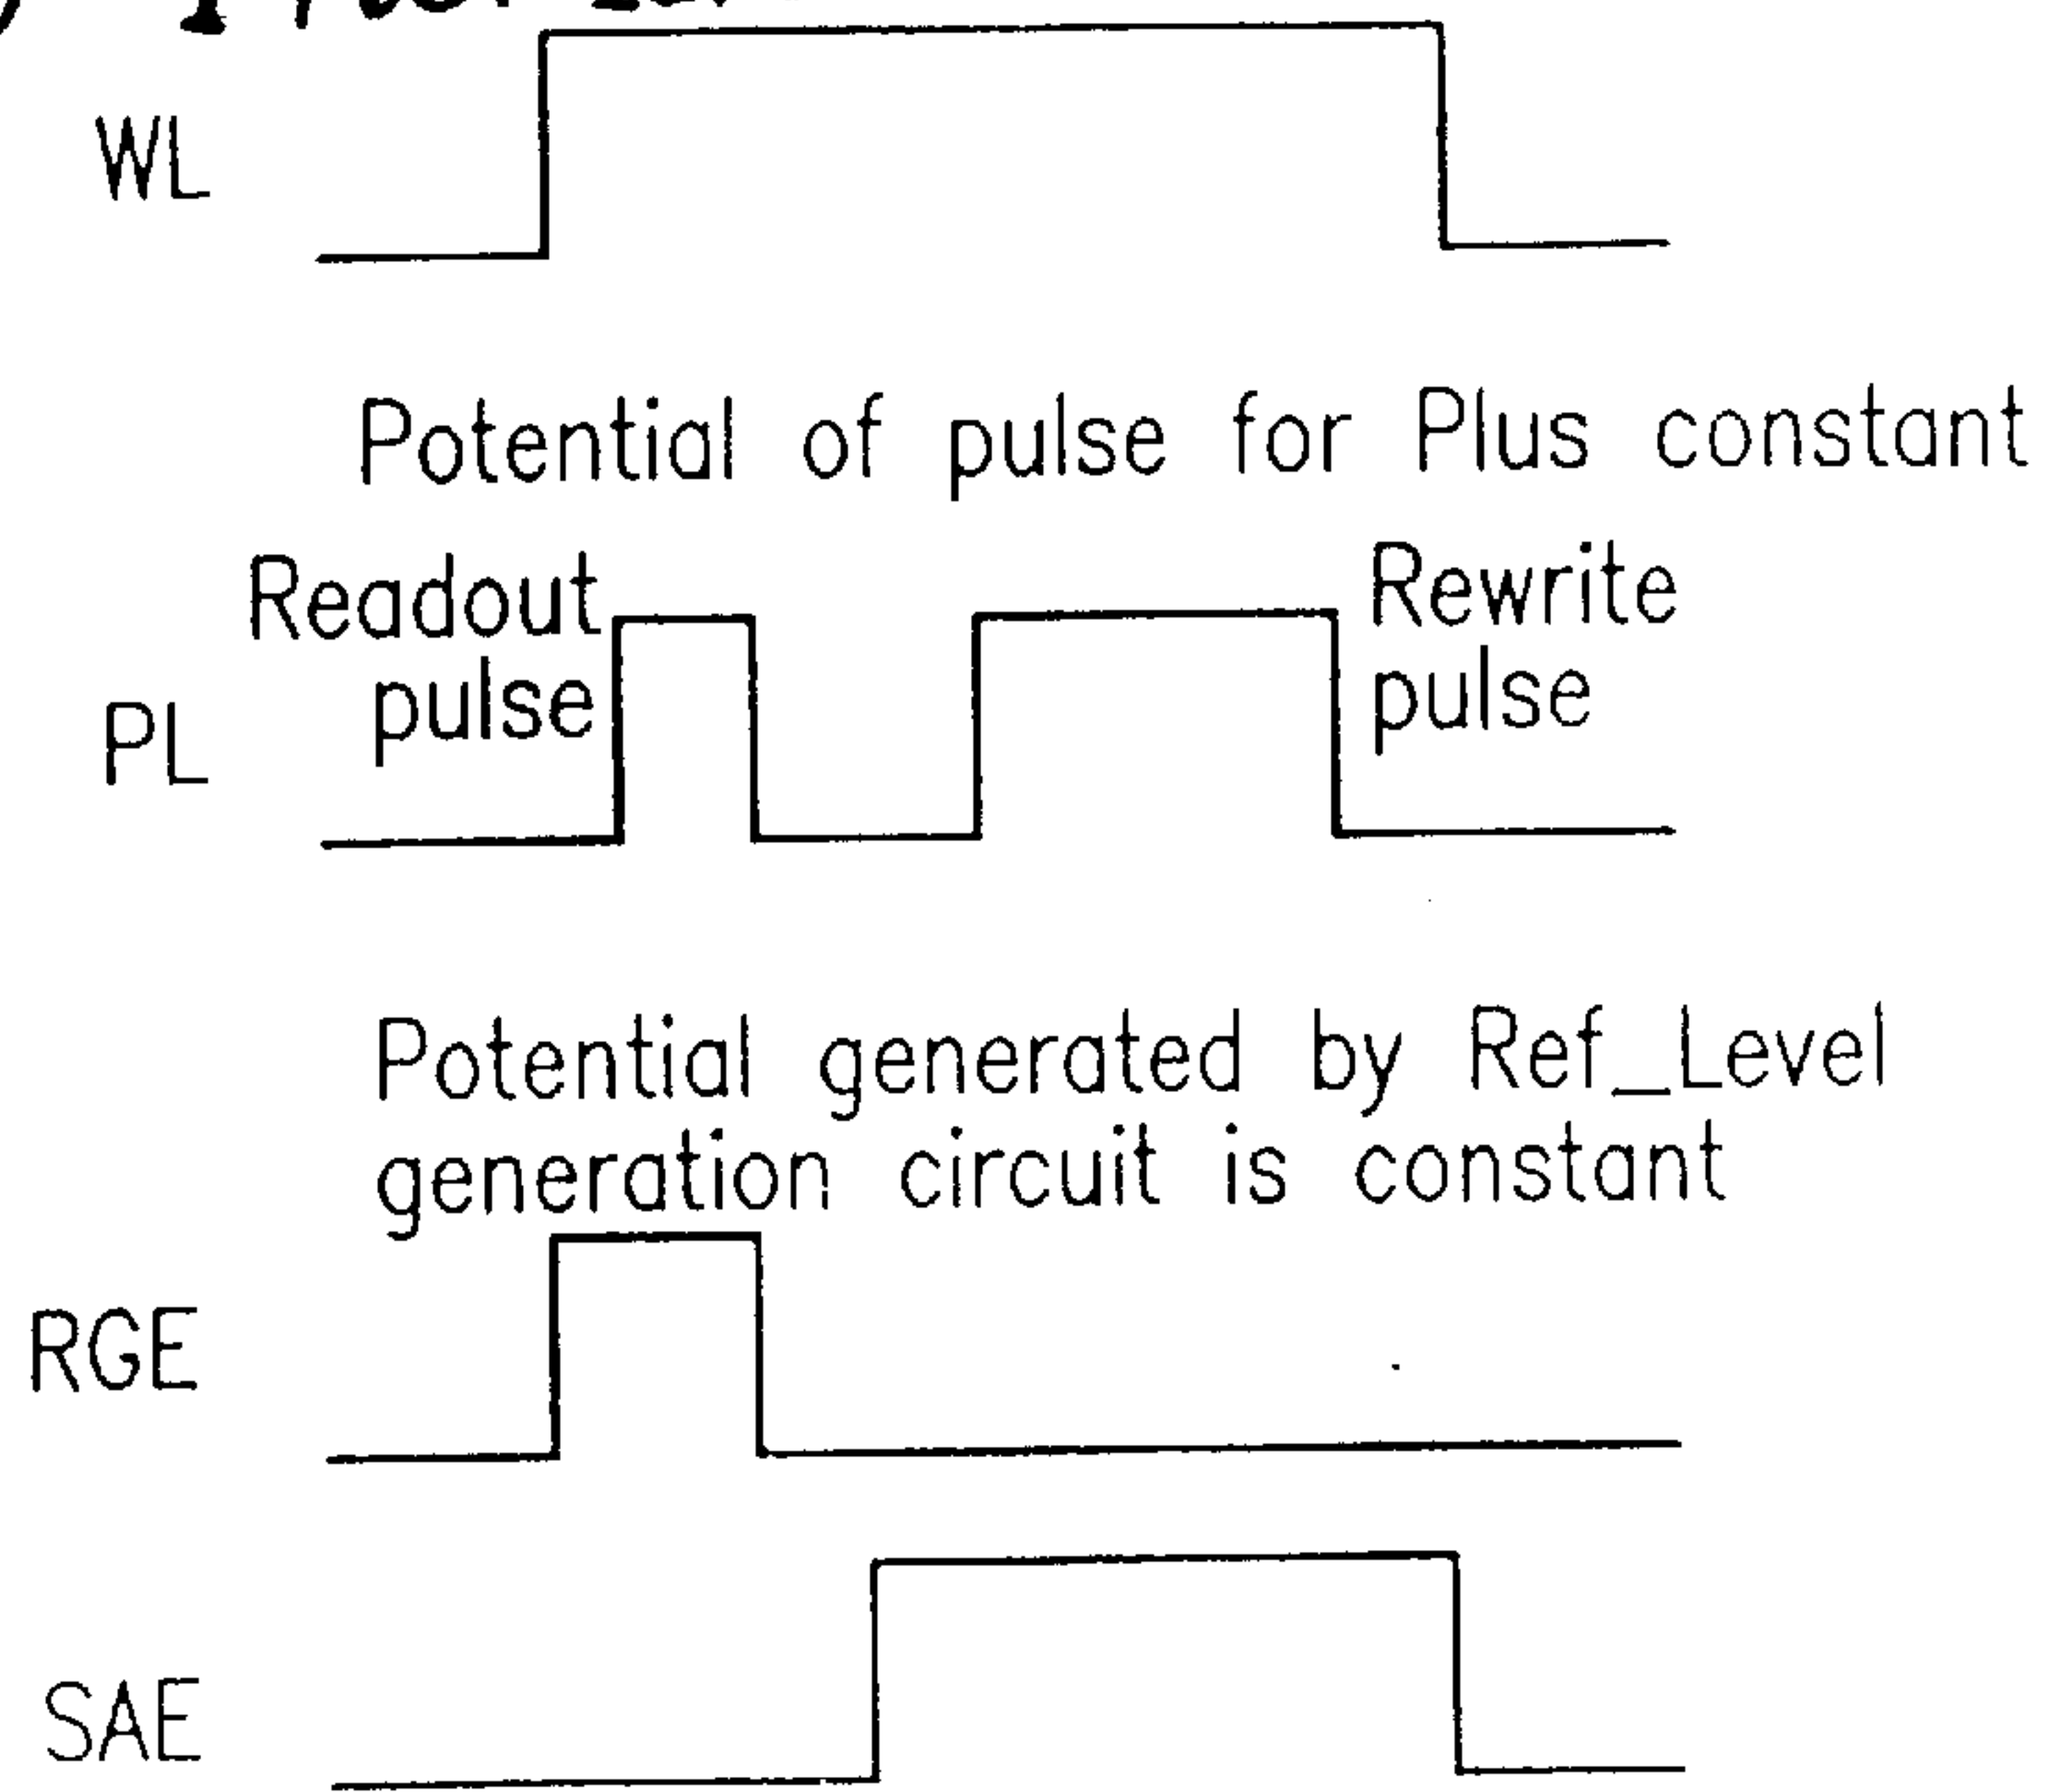 WL
Potential of pulse for Plus constant
Readout
pulse
Rewrite
pulse
PL
Potential generated by Ref_Level
generation circuit is constant
RGE
SAE